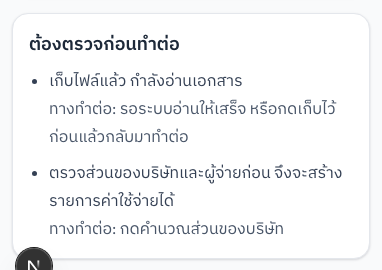 ต้องตรวจก่อนทำต่อ
เก็บไฟล์แล้ว กำลังอ่านเอกสาร
ทางทำต่อ: รอระบบอ่านให้เสร็จ หรือกดเก็บไว้
ก่อนแล้วกลับมาทำต่อ
ตรวจส่วนของบริษัทและผู้จ่ายก่อน จึงจะสร้าง
รายการค่าใช้จ่ายได้
ทางทำต่อ: กดคำนวณส่วนของบริษัท
N